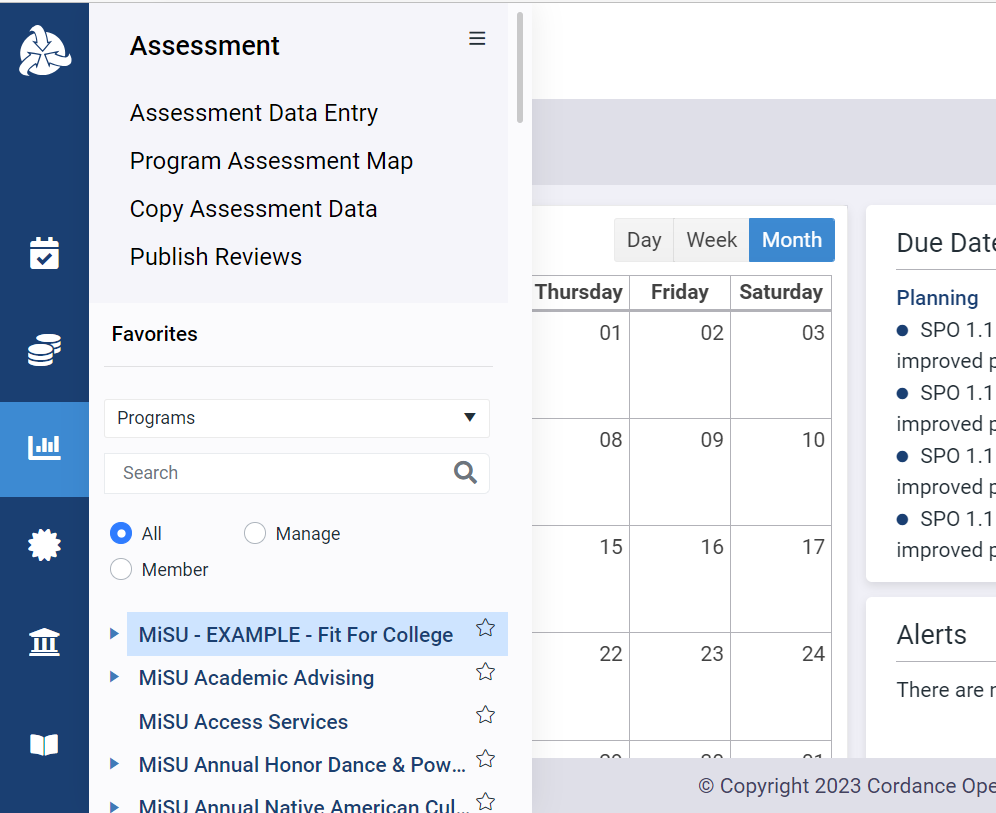 Assessment
Assessment Data Entry
Program Assessment Map
Copy Assessment Data
Publish Reviews
Favorites
Programs
Search
All
Manage
Member
MiSU - EXAMPLE - Fit For College
MiSU Academic Advising
MiSU Access Services
MiSU Annual Honor Dance & Pow...
MiSU Annual Native American Cul...
Day Week Month
Thursday Friday Saturday
01 02 03
08 09 10
15 16 17
22 23 24
Due Date
Planning
SPO 1.1
improved p
SPO 1.1
improved p
SPO 1.1
improved p
SPO 1.1
improved p
Alerts
There are n
© Copyright 2023 Cordance Ope